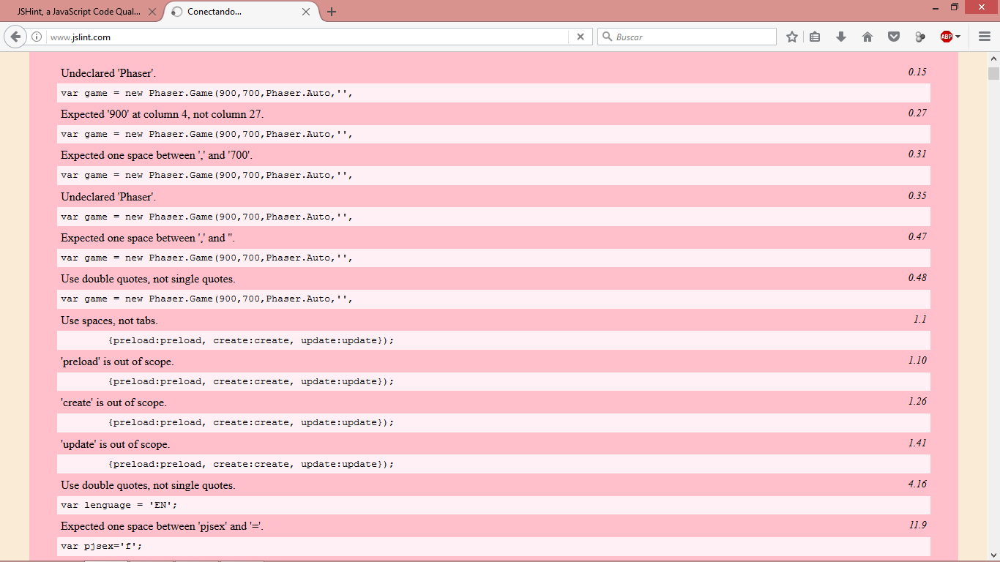 JSHint, a JavaScript Code Qual...
Conectando...
www.jslint.com
Buscar
ABP
Undeclared 'Phaser'. 0.15
var game = new Phaser.Game(900,700,Phaser.Auto,'',
Expected '900' at column 4, not column 27. 0.27
var game = new Phaser.Game(900,700,Phaser.Auto,'',
Expected one space between ',' and '700'. 0.31
var game = new Phaser.Game(900,700,Phaser.Auto,'',
Undeclared 'Phaser'. 0.35
var game = new Phaser.Game(900,700,Phaser.Auto,'',
Expected one space between ',' and ''. 0.47
var game = new Phaser.Game(900,700,Phaser.Auto,'',
Use double quotes, not single quotes. 0.48
var game = new Phaser.Game(900,700,Phaser.Auto,'',
Use spaces, not tabs. 1.1
{preload:preload, create:create, update:update});
'preload' is out of scope. 1.10
{preload:preload, create:create, update:update});
'create' is out of scope. 1.26
{preload:preload, create:create, update:update});
'update' is out of scope. 1.41
{preload:preload, create:create, update:update});
Use double quotes, not single quotes. 4.16
var lenguage = 'EN';
Expected one space between 'pjsex' and '='. 11.9
var pjsex='f';